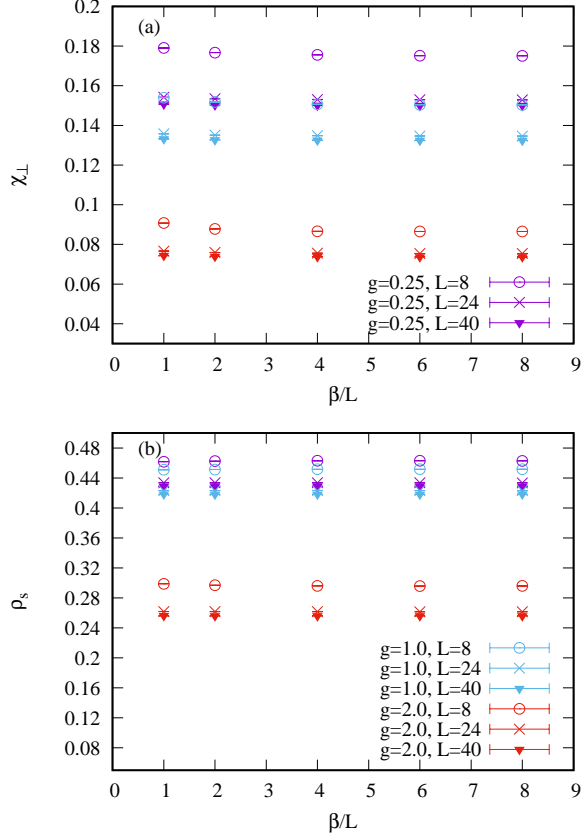 0.2
(a)
0.18
0.16
0.14
χ⊥
0.12
0.1
0.08
g=0.25, L=8
0.06
g=0.25, L=24
g=0.25, L=40
0.04
0 1 2 3 4 5 6 7 8 9
β/L
(b)
0.48
0.44
0.4
0.36
0.32
ρs
0.28
0.24
0.2
g=1.0, L=8
g=1.0, L=24
0.16
g=1.0, L=40
g=2.0, L=8
0.12
g=2.0, L=24
0.08
g=2.0, L=40
0 1 2 3 4 5 6 7 8 9
β/L